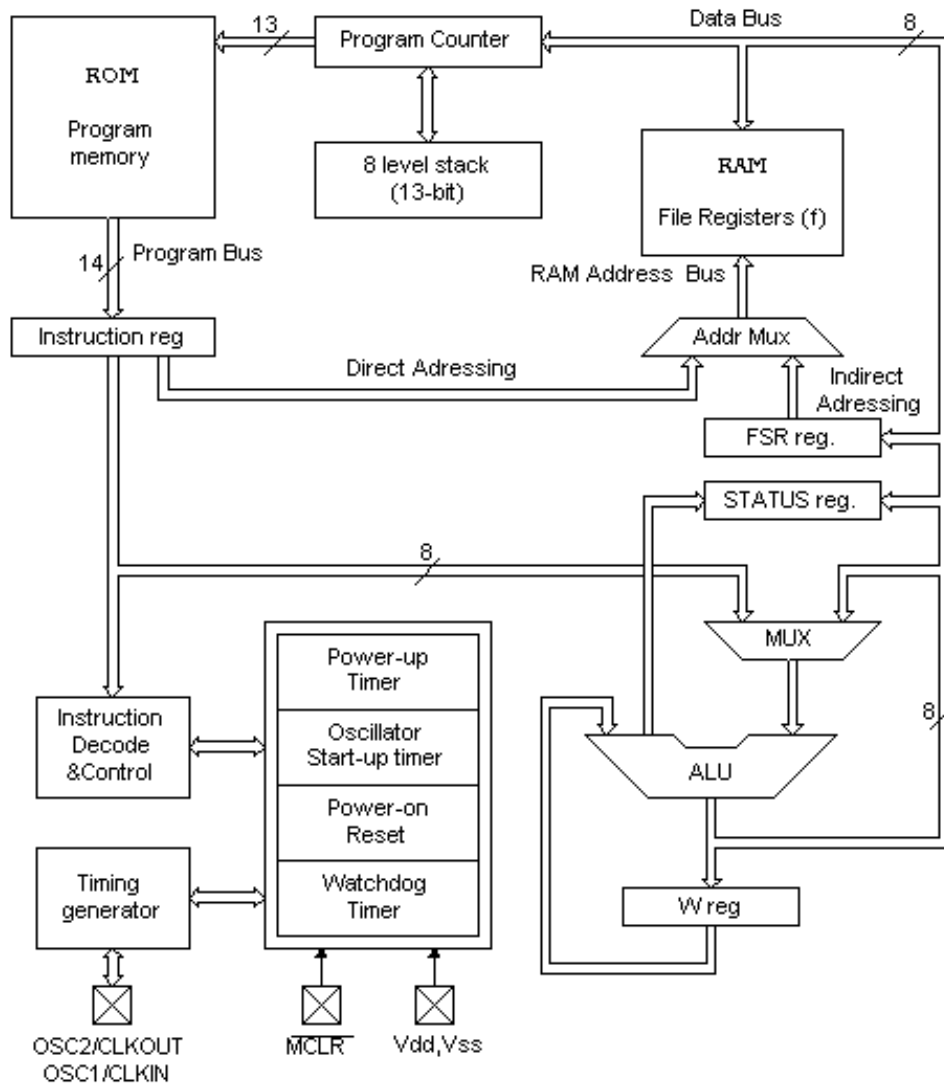 13
Data Bus
8
Program Counter
ROM
Program
memory
8 level stack
(13-bit)
RAM
File Registers (f)
14
Program Bus
RAM Address Bus
Instruction reg
Addr Mux
Direct Adressing
Indirect
Adressing
FSR reg.
STATUS reg.
8
MUX
Power-up
Timer
Instruction
Decode
&Control
Oscillator
Start-up timer
8
ALU
Power-on
Reset
Timing
generator
Watchdog
Timer
W reg
OSC2/CLKOUT
OSC1/CLKIN
MCLR
Vdd,Vss